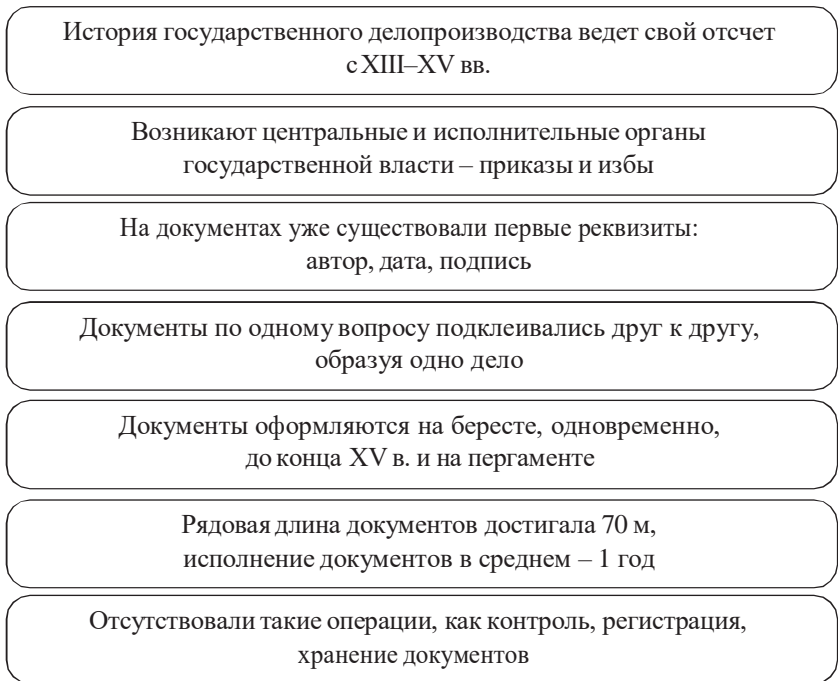 История государственного делопроизводства ведет свой отсчет
с XIII–XV вв.
Возникают центральные и исполнительные органы
государственной власти – приказы и избы
На документах уже существовали первые реквизиты:
автор, дата, подпись
Документы по одному вопросу подклеивались друг к другу,
образуя одно дело
Документы оформляются на бересте, одновременно,
до конца XV в. и на пергаменте
Рядовая длина документов достигала 70 м,
исполнение документов в среднем – 1 год
Отсутствовали такие операции, как контроль, регистрация,
хранение документов